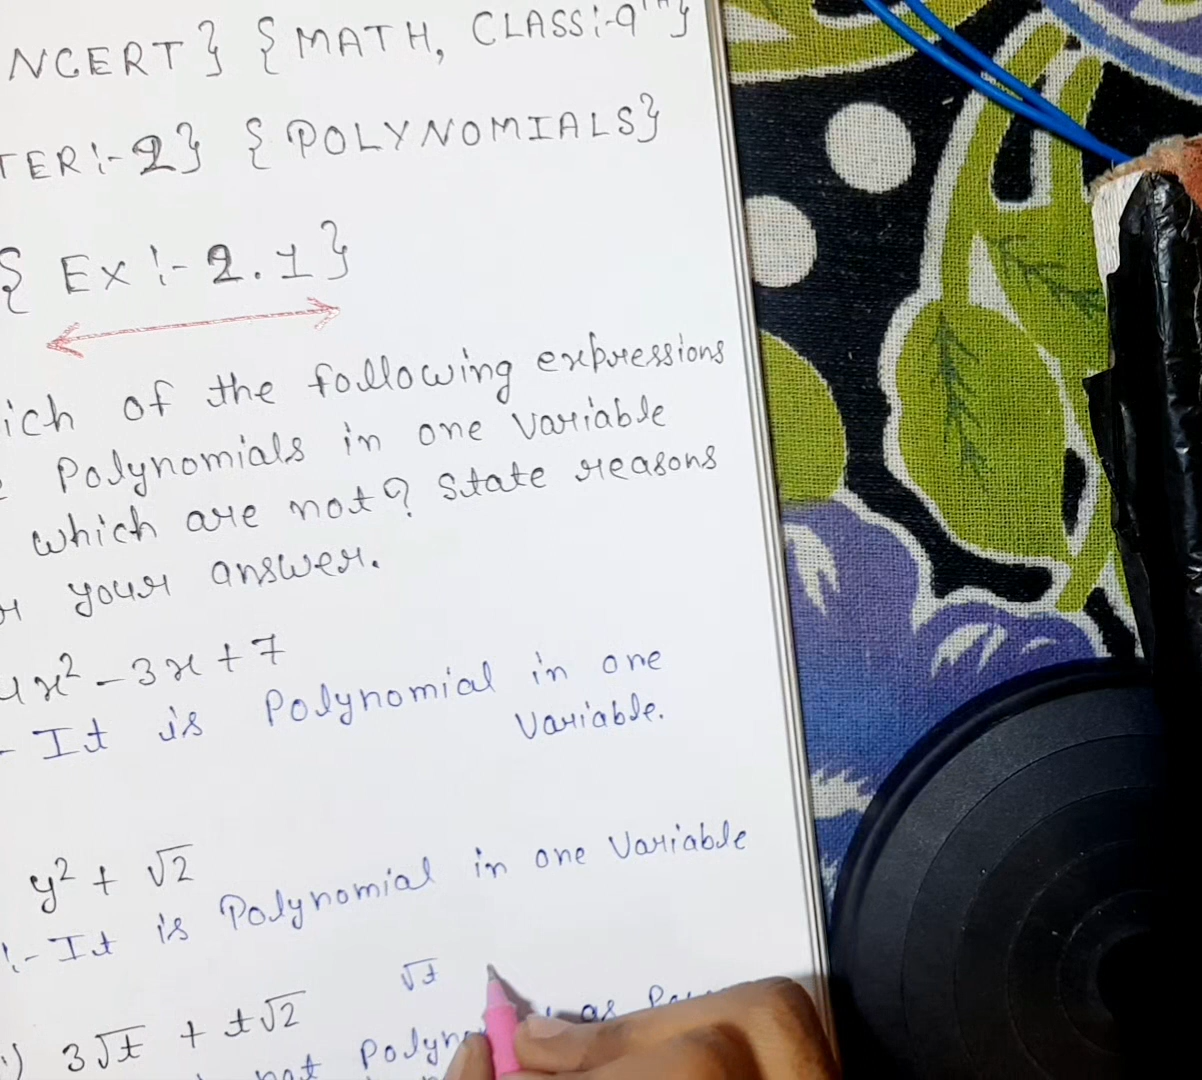 NCERT} {MATH, CLASS:-9th}
TER:-2} {POLYNOMIALS}
{Ex:-2.1}
ich of the following expressions
Polynomials in one variable
which are not? State reasons
your answer.
4x² - 3x + 7
- It is Polynomial in one
Variable.
y² + √2
:- It is Polynomial in one Variable
√t
) 3√t + t√2
not Polyn as